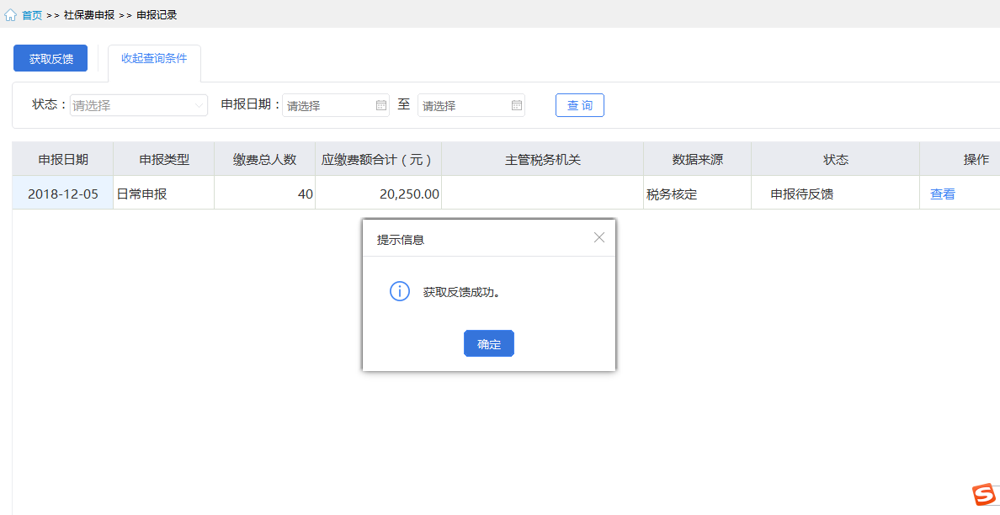 首页 >> 社保费申报 >> 申报记录
获取反馈 收起查询条件
状态： 请选择 申报日期： 请选择 至 请选择 查 询
申报日期 申报类型 缴费总人数 应缴费额合计（元） 主管税务机关 数据来源 状态 操作
2018-12-05 日常申报 40 20,250.00 税务核定 申报待反馈 查看
提示信息
获取反馈成功。
确定
S